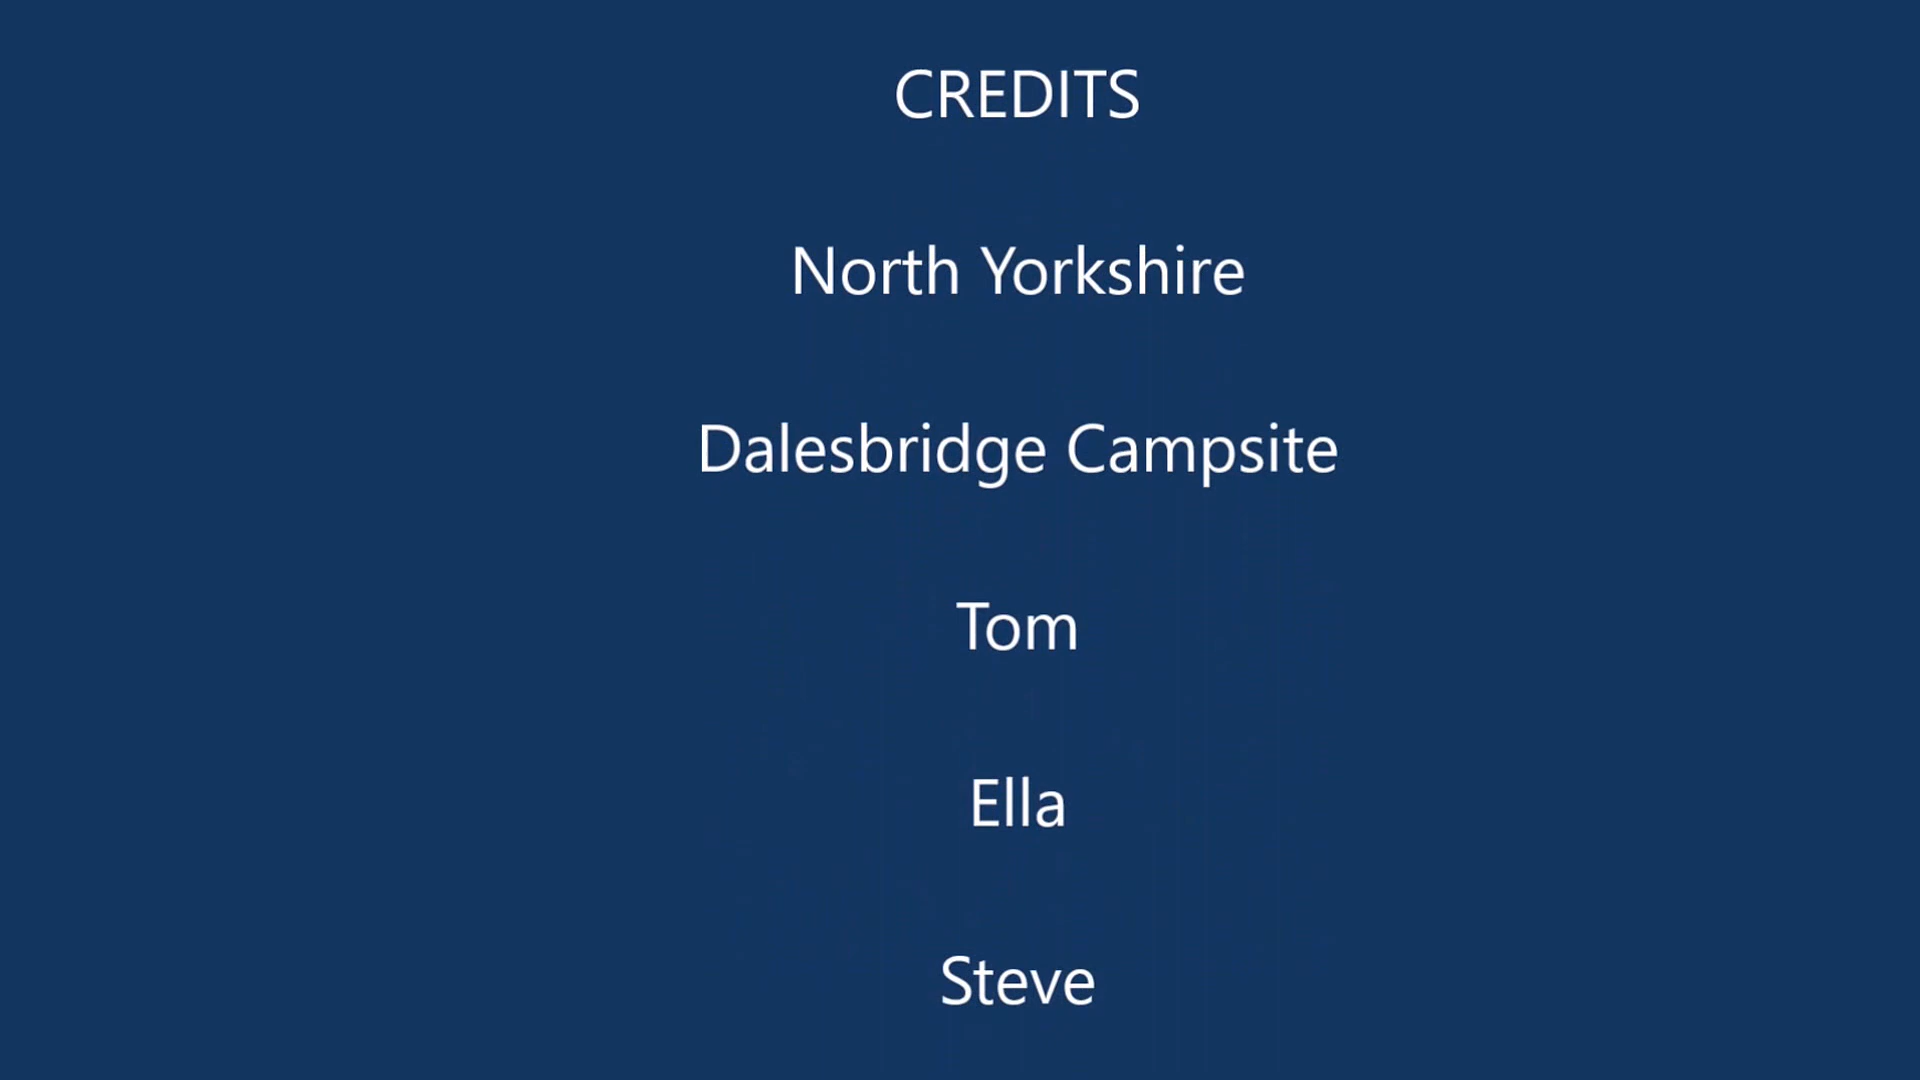 CREDITS
North Yorkshire
Dalesbridge Campsite
Tom
Ella
Steve